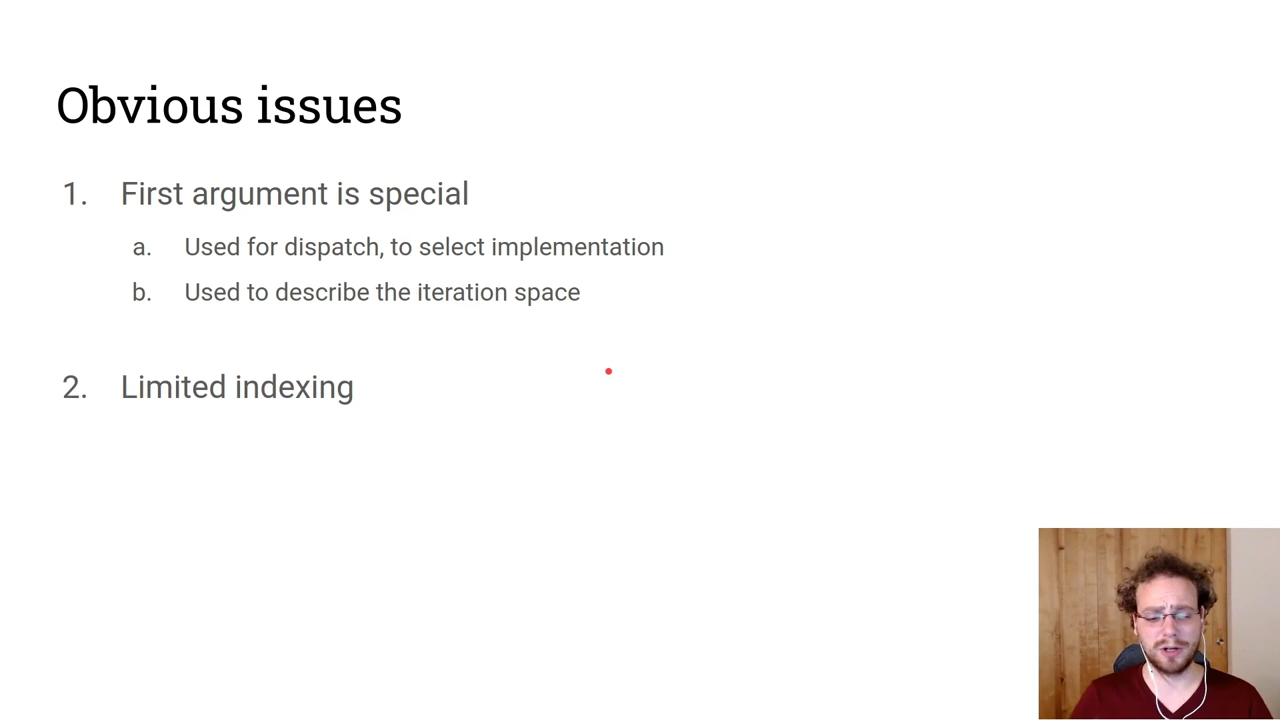 Obvious issues
1. First argument is special
a. Used for dispatch, to select implementation
b. Used to describe the iteration space
2. Limited indexing